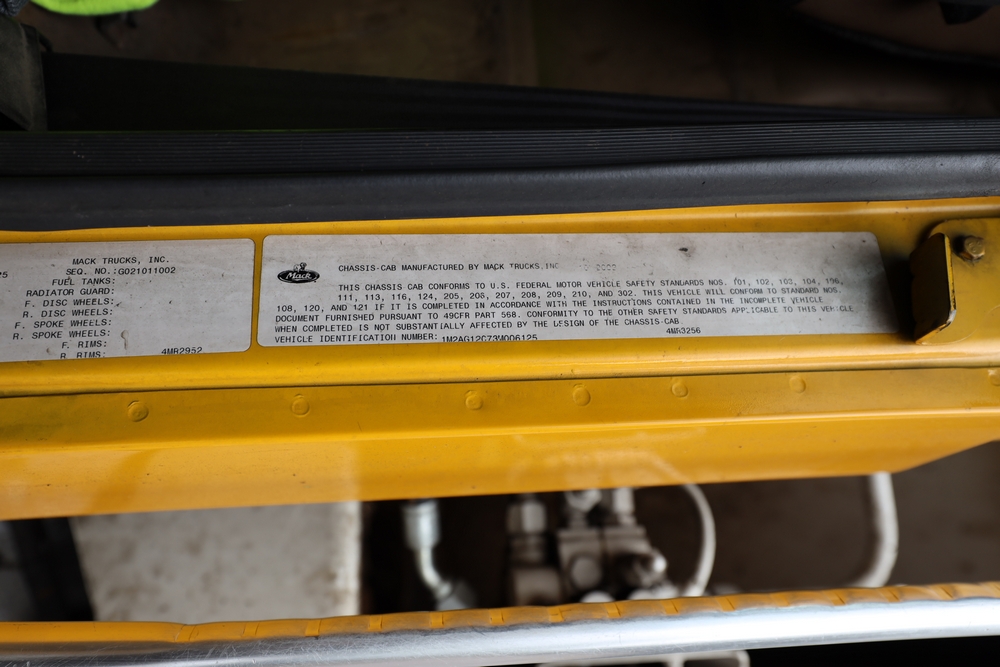 25
MACK TRUCKS, INC.
SEQ. NO.:G021011002
FUEL TANKS:
RADIATOR GUARD:
F. DISC WHEELS:
R. DISC WHEELS:
F. SPOKE WHEELS:
R. SPOKE WHEELS:
F. RIMS:
R. RIMS:
4MR2952
Mack
CHASSIS-CAB MANUFACTURED BY MACK TRUCKS, INC
THIS CHASSIS-CAB CONFORMS TO U.S. FEDERAL MOTOR VEHICLE SAFETY STANDARDS NOS. 101, 102, 103, 104, 106,
111, 113, 116, 124, 205, 206, 207, 208, 209, 210, AND 302. THIS VEHICLE WILL CONFORM TO STANDARD NOS.
108, 120, AND 121 IF IT IS COMPLETED IN ACCORDANCE WITH THE INSTRUCTIONS CONTAINED IN THE INCOMPLETE VEHICLE
DOCUMENT FURNISHED PURSUANT TO 49CFR PART 568. CONFORMITY TO THE OTHER SAFETY STANDARDS APPLICABLE TO THIS VEHICLE
WHEN COMPLETED IS NOT SUBSTANTIALLY AFFECTED BY THE DESIGN OF THE CHASSIS-CAB
4MR3256
VEHICLE IDENTIFICATION NUMBER: 1M2AG12C73M006125